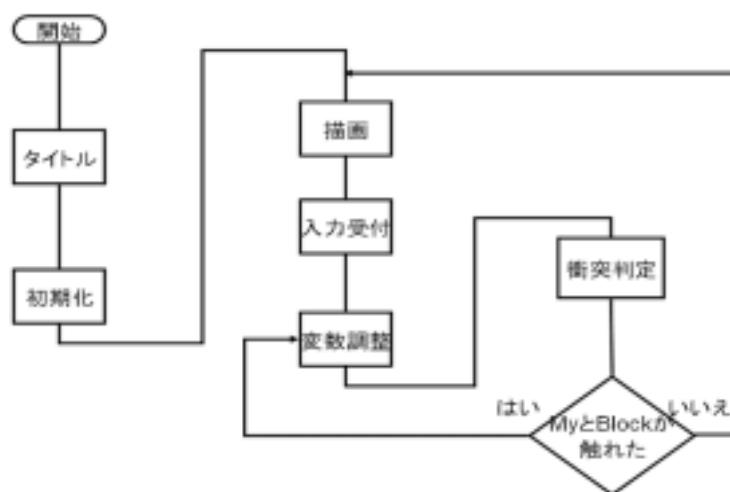 開始
タイトル
初期化
描画
入力受付
変数調整
衝突判定
MyとBlockが
触れた
はい
いいえ